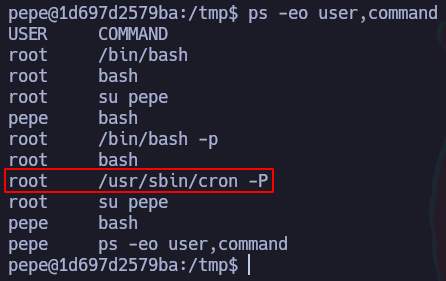 pepe@1d697d2579ba:/tmp$ ps -eo user,command
USER     COMMAND
root     /bin/bash
root     bash
root     su pepe
pepe     bash
root     /bin/bash -p
root     bash
root     /usr/sbin/cron -P
root     su pepe
pepe     bash
pepe     ps -eo user,command
pepe@1d697d2579ba:/tmp$